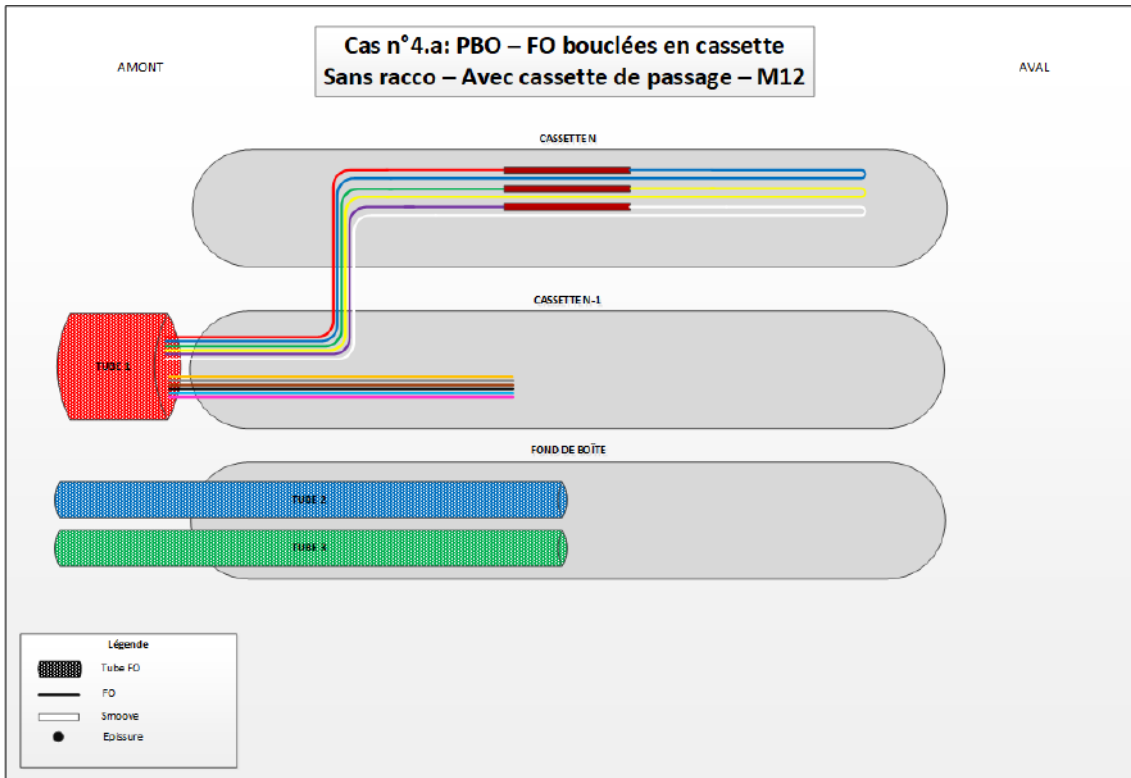 Cas n°4.a: PBO – FO bouclées en cassette
Sans racco – Avec cassette de passage – M12
AMONT
AVAL
CASSETTE N
CASSETTE N-1
TUBE 1
FOND DE BOÎTE
TUBE 2
TUBE 3
Légende
Tube FO
FO
Smoove
Epissure